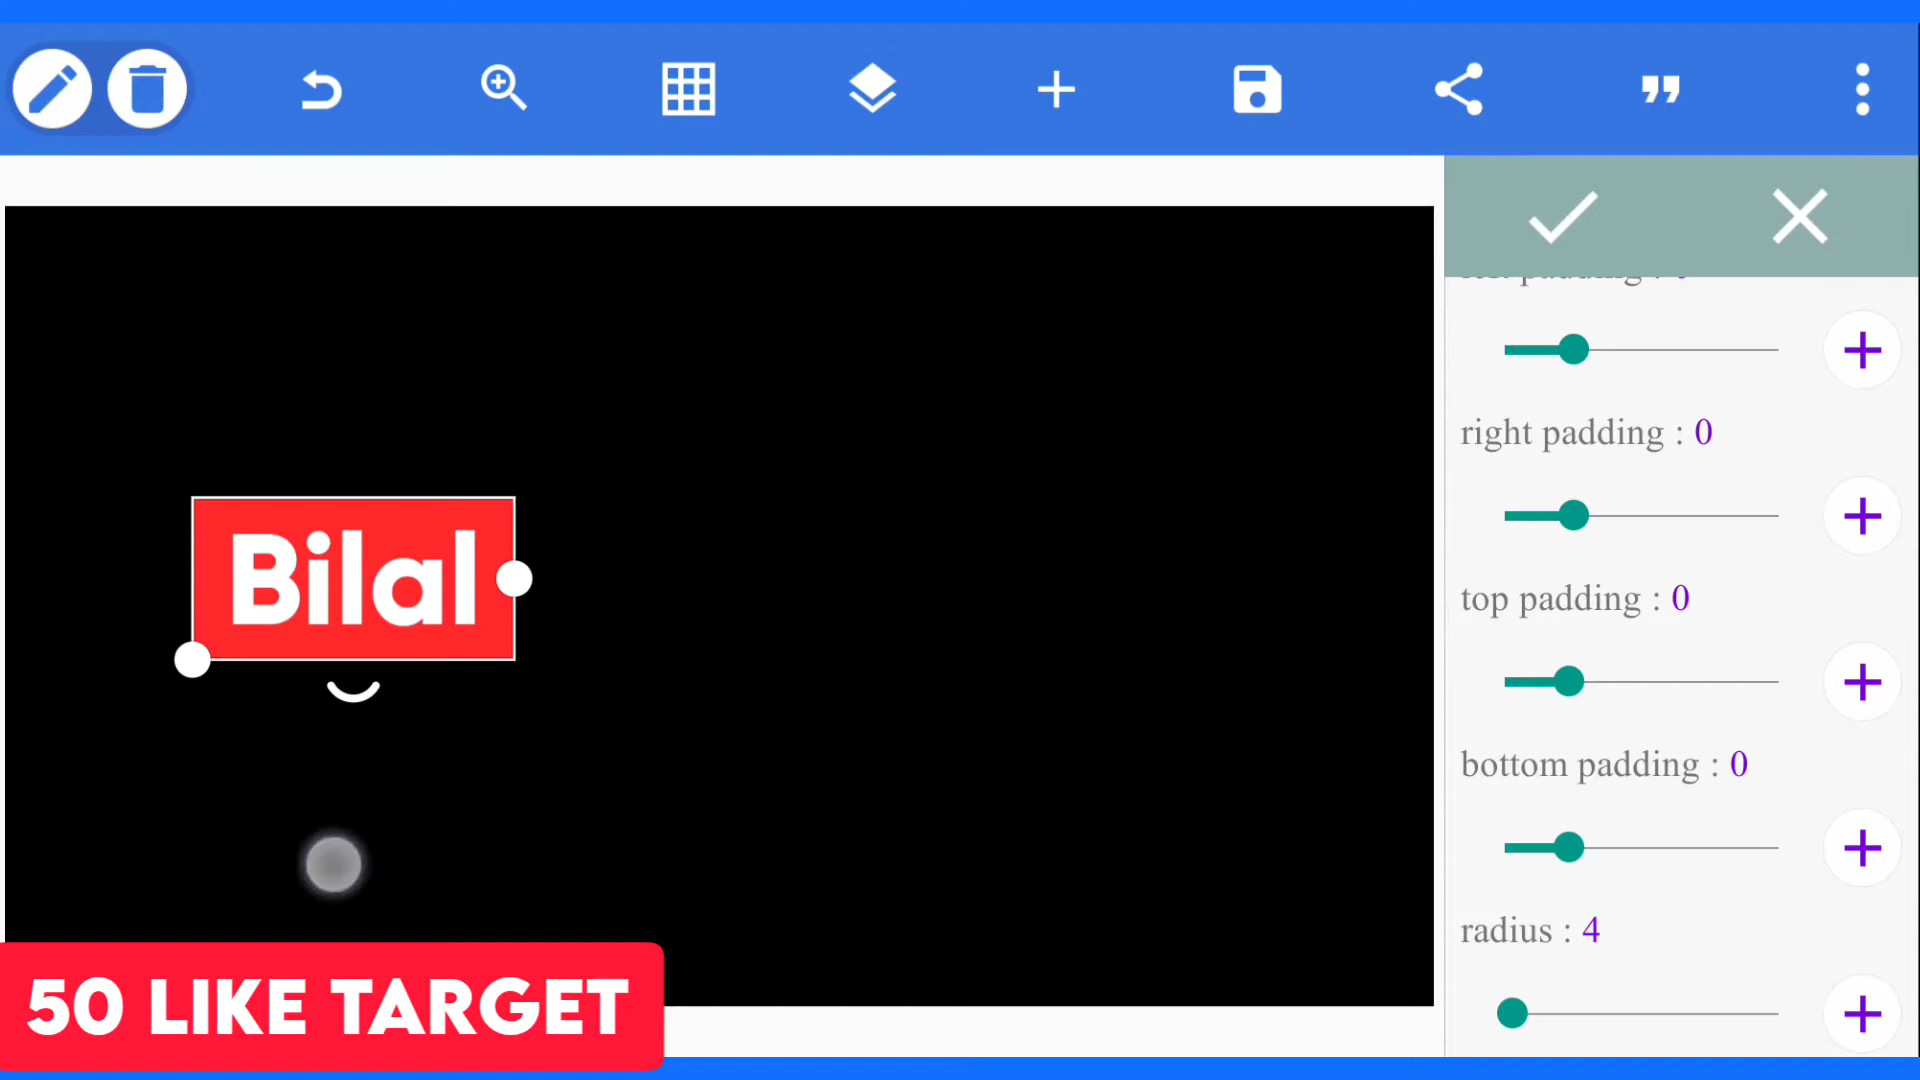 Bilal
right padding : 0
top padding : 0
bottom padding : 0
radius : 4
50 LIKE TARGET